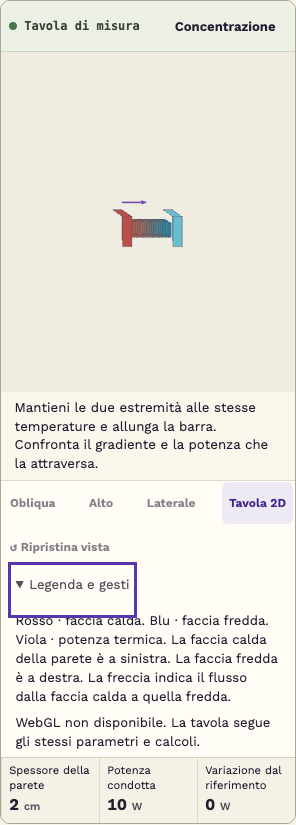 Tavola di misura
Concentrazione
Mantieni le due estremità alle stesse
temperature e allunga la barra.
Confronta il gradiente e la potenza che
la attraversa.
Obliqua
Alto
Laterale
Tavola 2D
↺ Ripristina vista
▼ Legenda e gesti
Rosso · faccia calda. Blu · faccia fredda.
Viola · potenza termica. La faccia calda
della parete è a sinistra. La faccia fredda
è a destra. La freccia indica il flusso
dalla faccia calda a quella fredda.
WebGL non disponibile. La tavola segue
gli stessi parametri e calcoli.
Spessore della
parete
2 cm
Potenza
condotta
10 W
Variazione dal
riferimento
0 W